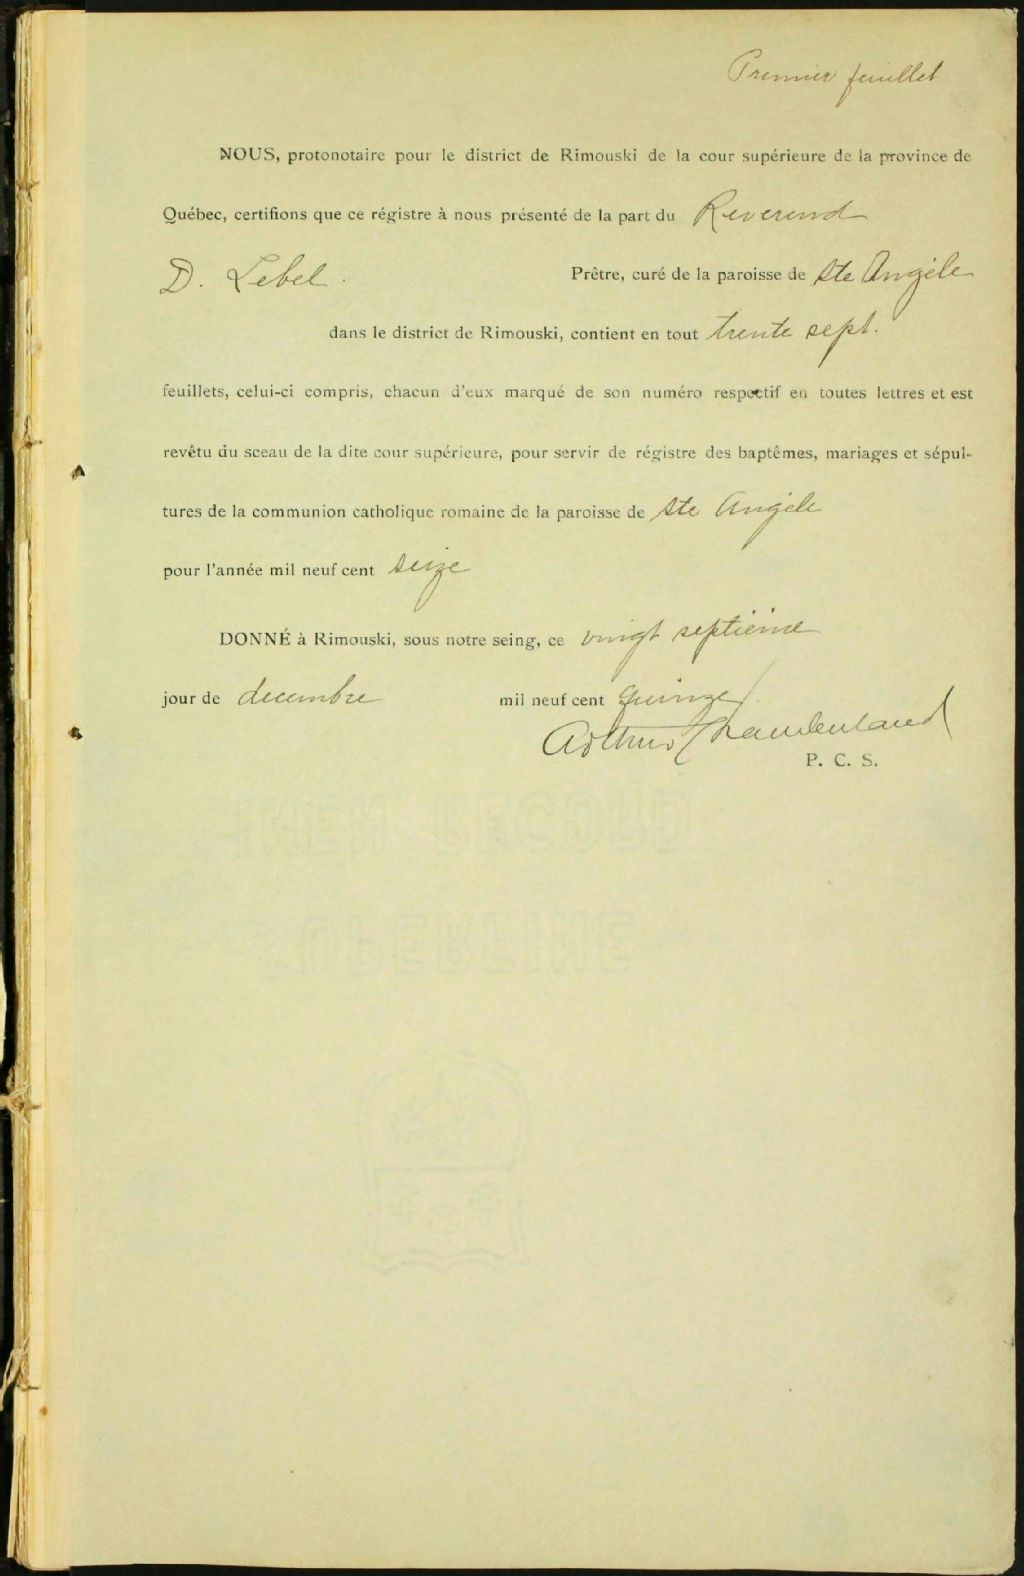 Premier feuillet
NOUS, protonotaire pour le district de Rimouski de la cour supérieure de la province de
Québec, certifions que ce régistre à nous présenté de la part du Reverend
D. Lebel. Prêtre, curé de la paroisse de Ste Angèle
dans le district de Rimouski, contient en tout trente sept.
feuillets, celui-ci compris, chacun d'eux marqué de son numéro respectif en toutes lettres et est
revêtu du sceau de la dite cour supérieure, pour servir de régistre des baptêmes, mariages et sépul-
tures de la communion catholique romaine de la paroisse de Ste Angèle
pour l'année mil neuf cent seize
DONNÉ à Rimouski, sous notre seing, ce vingt septième
jour de decembre mil neuf cent quinze.
Arthur Chamberland
P. C. S.
LINEN RECORD
SUPERLINE